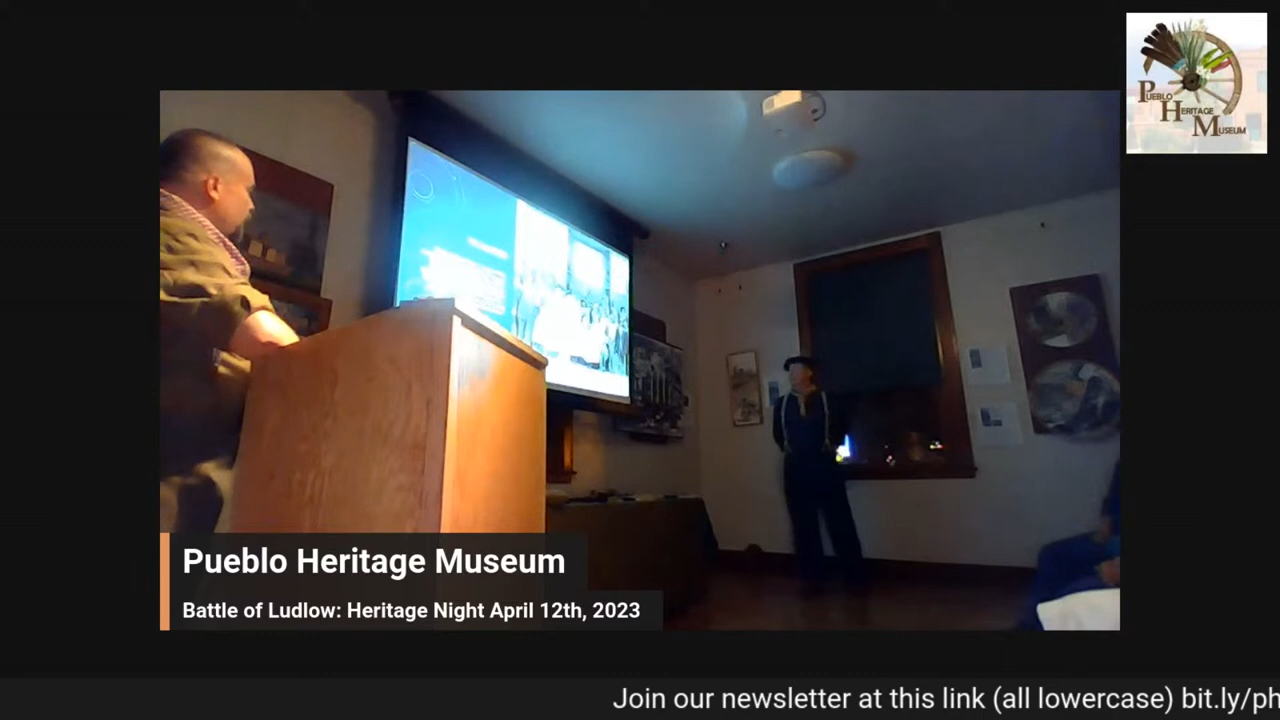 PUEBLO
HERITAGE
MUSEUM
Pueblo Heritage Museum
Battle of Ludlow: Heritage Night April 12th, 2023
Join our newsletter at this link (all lowercase) bit.ly/ph